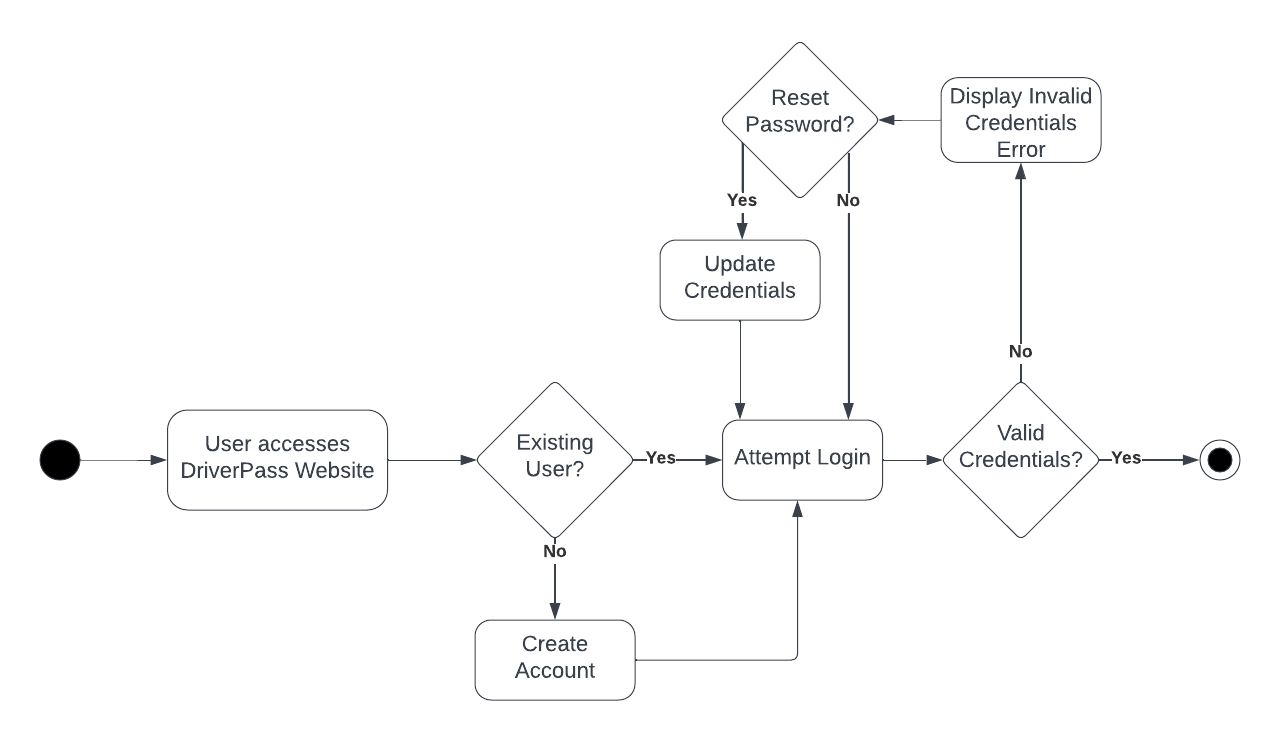 Reset
Password?
Display Invalid
Credentials
Error
Yes
No
Update
Credentials
No
User accesses
DriverPass Website
Existing
User?
Yes
Attempt Login
Valid
Credentials?
Yes
No
Create
Account